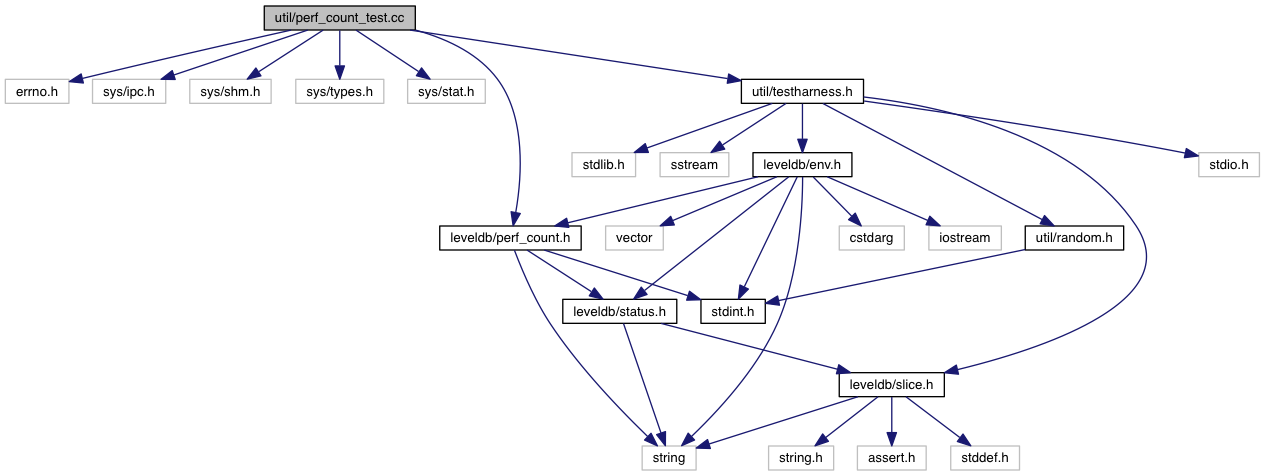 util/perf_count_test.cc
errno.h
sys/ipc.h
sys/shm.h
sys/types.h
sys/stat.h
util/testharness.h
stdlib.h
sstream
leveldb/env.h
stdio.h
leveldb/perf_count.h
vector
cstdarg
iostream
util/random.h
leveldb/status.h
stdint.h
leveldb/slice.h
string
string.h
assert.h
stddef.h